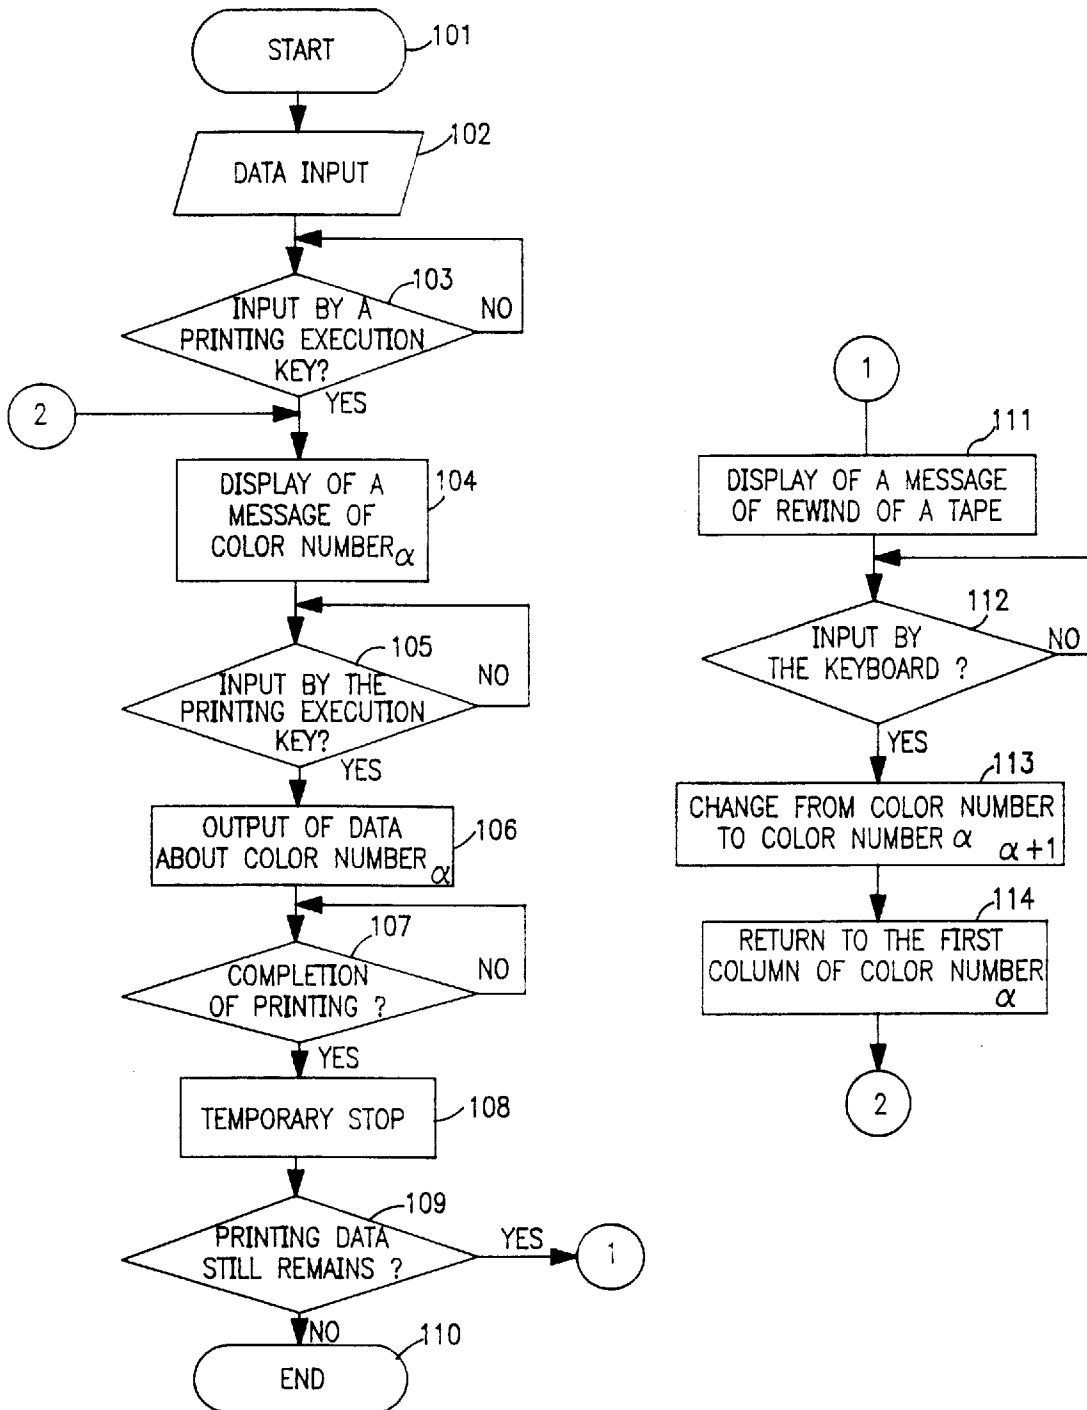 START
101
DATA INPUT
102
INPUT BY A
PRINTING EXECUTION
KEY?
103
NO
YES
2
DISPLAY OF A
MESSAGE OF
COLOR NUMBER α
104
INPUT BY THE
PRINTING EXECUTION
KEY?
105
NO
YES
OUTPUT OF DATA
ABOUT COLOR NUMBER α
106
COMPLETION
OF PRINTING ?
107
NO
YES
TEMPORARY STOP
108
PRINTING DATA
STILL REMAINS ?
109
YES
1
NO
END
110
1
DISPLAY OF A MESSAGE
OF REWIND OF A TAPE
111
INPUT BY
THE KEYBOARD ?
112
NO
YES
CHANGE FROM COLOR NUMBER
TO COLOR NUMBER α α+1
113
RETURN TO THE FIRST
COLUMN OF COLOR NUMBER
α
114
2